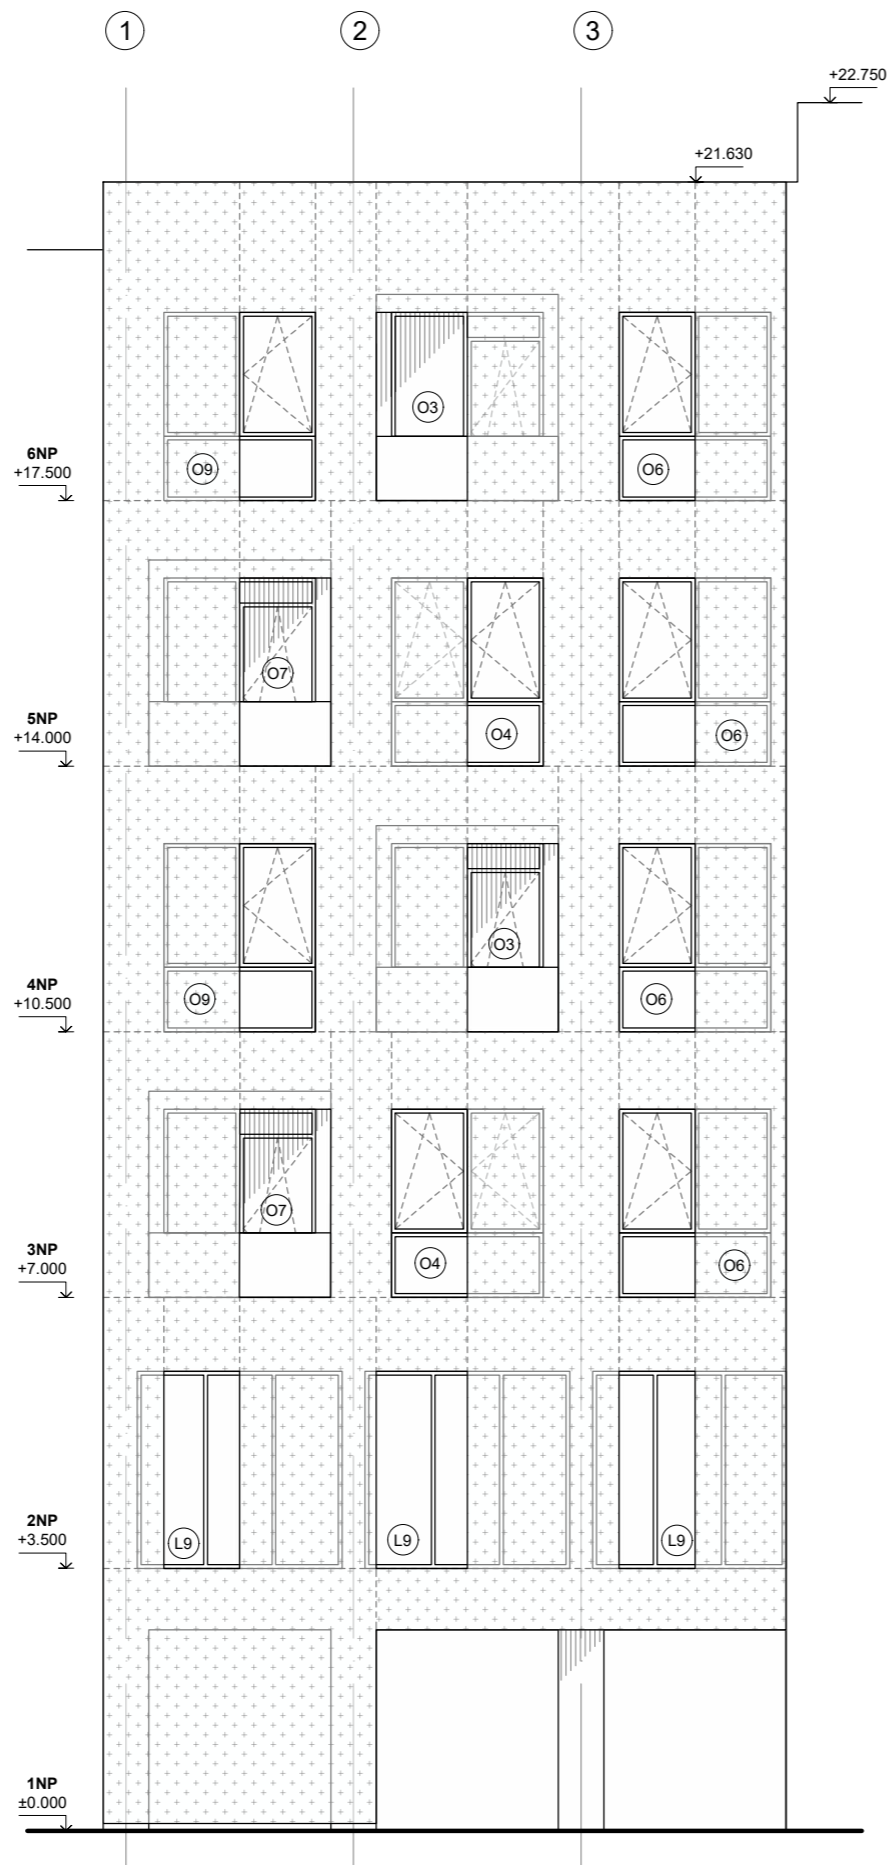 1
2
3
+22.750
+21.630
O3
6NP
+17.500
O9
O6
O7
5NP
+14.000
O4
O6
O3
4NP
+10.500
O9
O6
O7
3NP
+7.000
O4
O6
2NP
+3.500
L9
L9
L9
1NP
±0.000